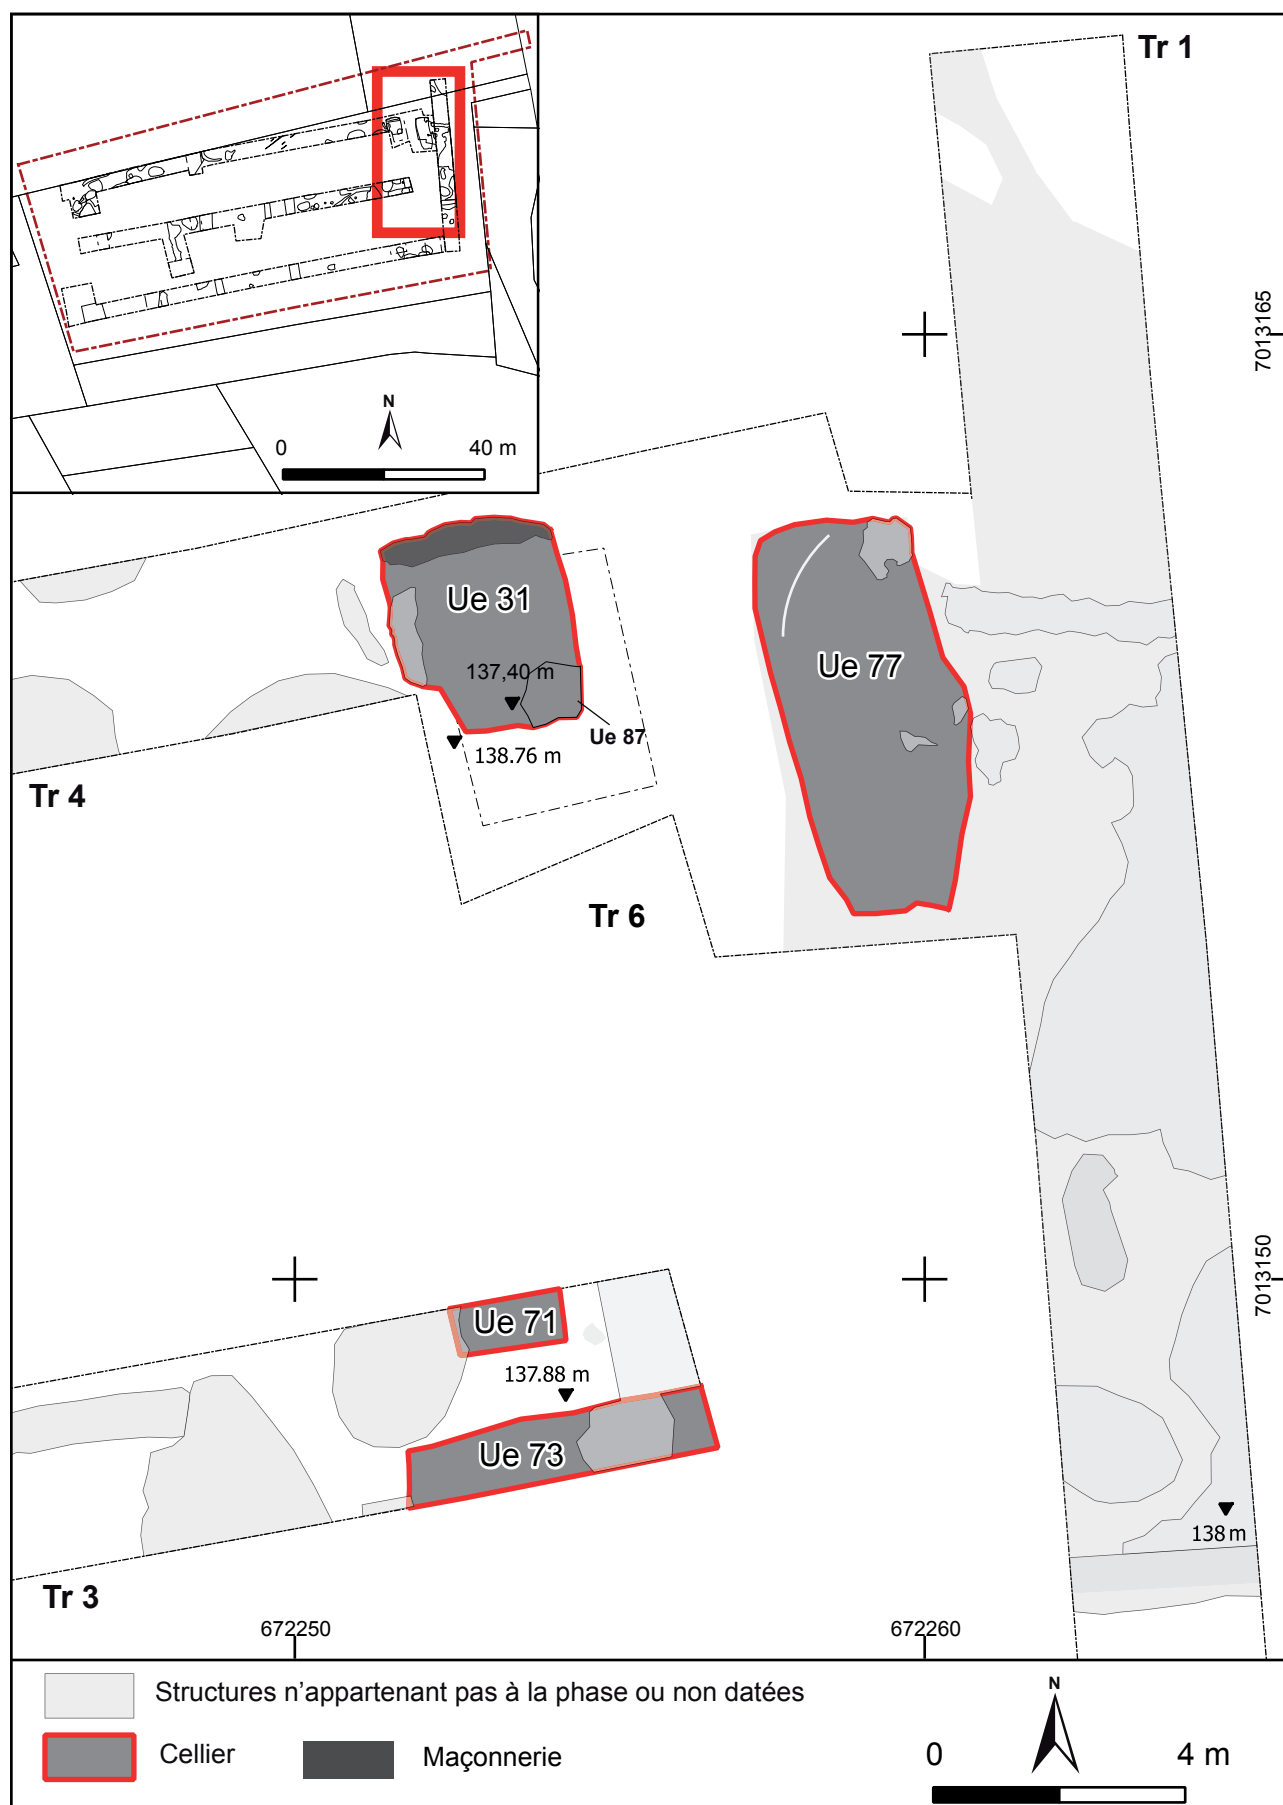 Tr 1
N
0
40 m
7013165
Ue 31
137,40 m
Ue 77
Ue 87
138.76 m
Tr 4
Tr 6
7013150
Ue 71
137.88 m
Ue 73
138 m
Tr 3
672250
672260
Structures n'appartenant pas à la phase ou non datées
Cellier
Maçonnerie
N
0
4 m